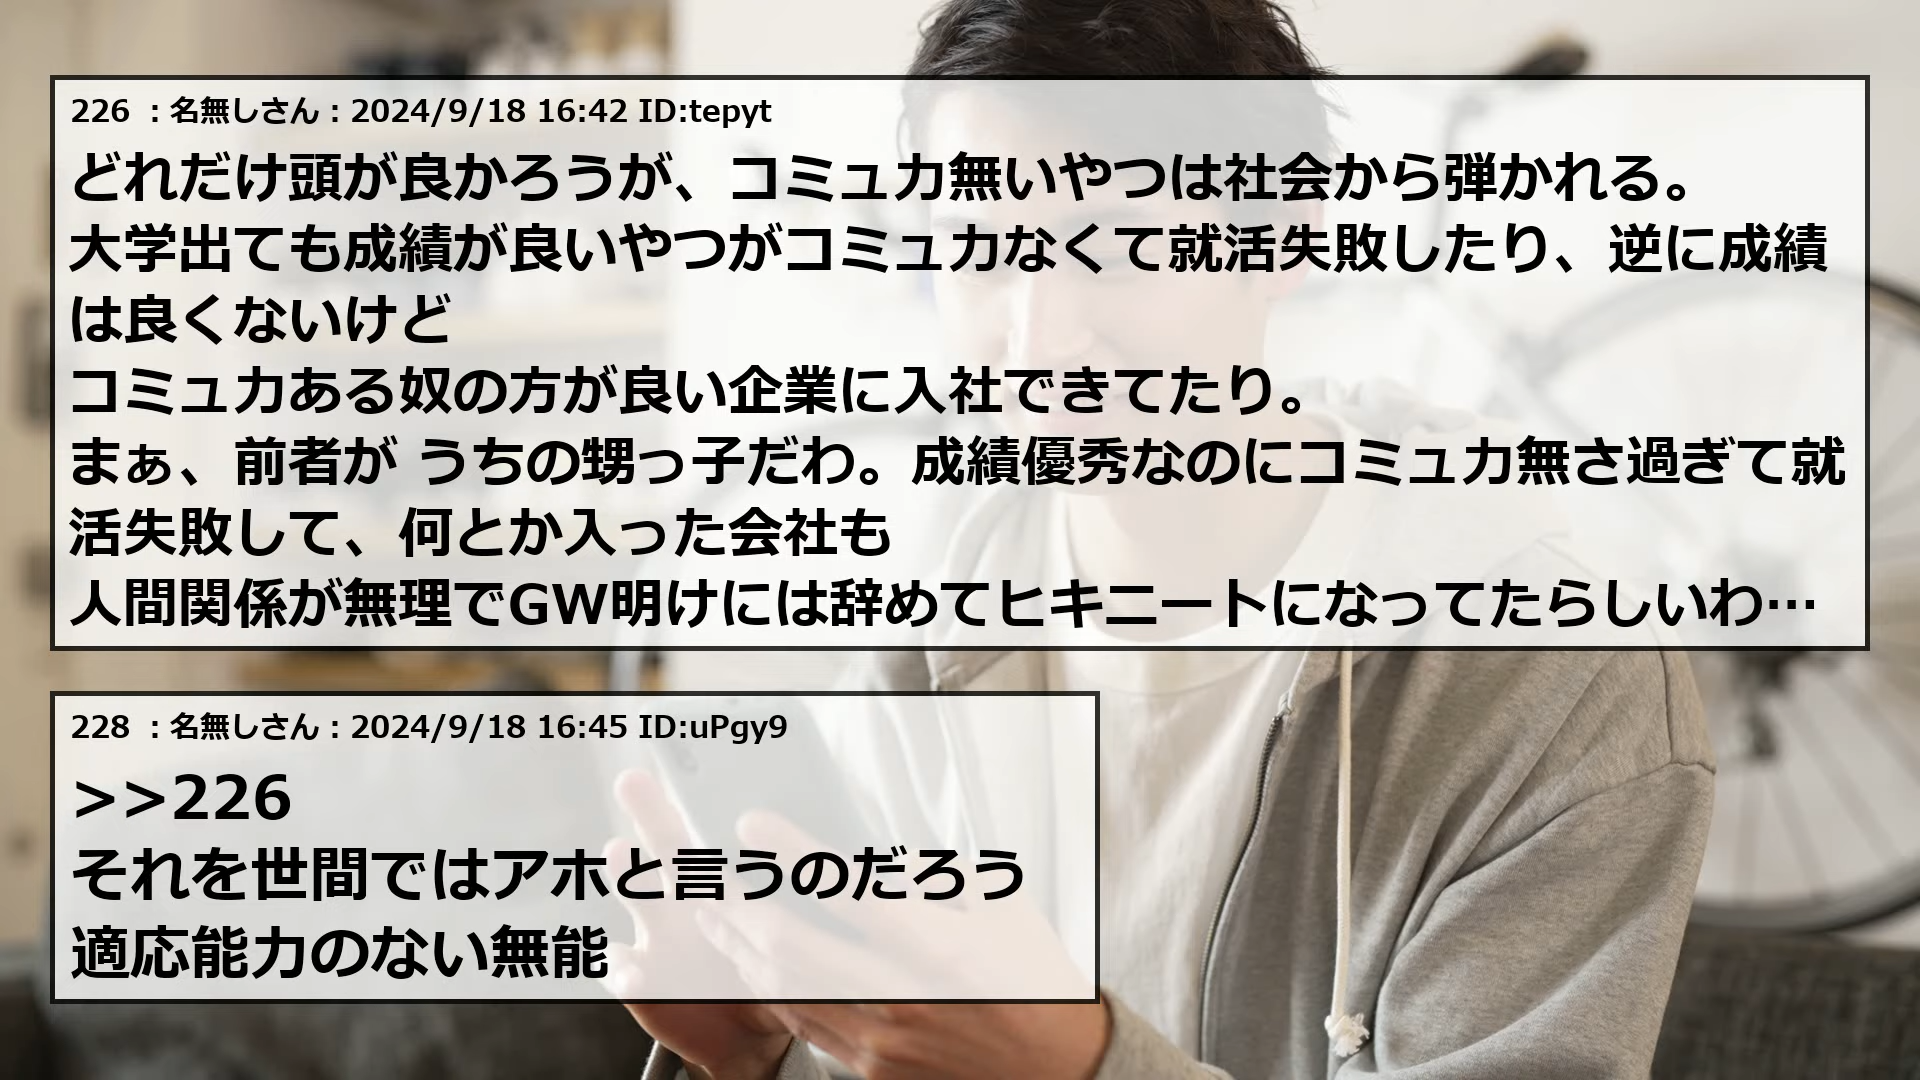 226 ：名無しさん：2024/9/18 16:42 ID:tepyt
どれだけ頭が良かろうが、コミュ力無いやつは社会から弾かれる。
大学出ても成績が良いやつがコミュ力なくて就活失敗したり、逆に成績
は良くないけど
コミュ力ある奴の方が良い企業に入社できてたり。
まぁ、前者が うちの甥っ子だわ。成績優秀なのにコミュ力無さ過ぎて就
活失敗して、何とか入った会社も
人間関係が無理でGW明けには辞めてヒキニートになってたらしいわ…
228 ：名無しさん：2024/9/18 16:45 ID:uPgy9
>>226
それを世間ではアホと言うのだろう
適応能力のない無能